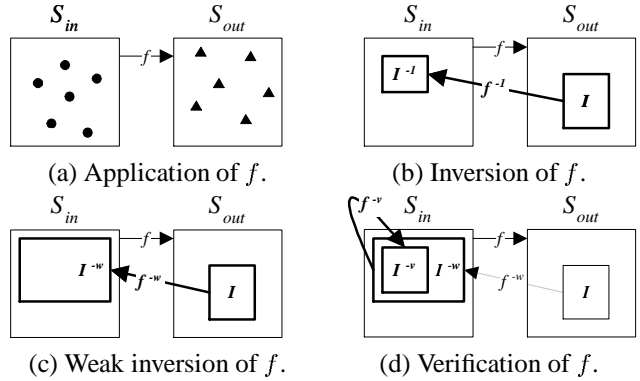 S_in S_out
f
(a) Application of f.
S_in S_out
f
I^-1
f^-1
I
(b) Inversion of f.
S_in S_out
f
I^-w
f^-w
I
(c) Weak inversion of f.
f^-v
S_in S_out
f
I^-v I^-w
f^-w
I
(d) Verification of f.